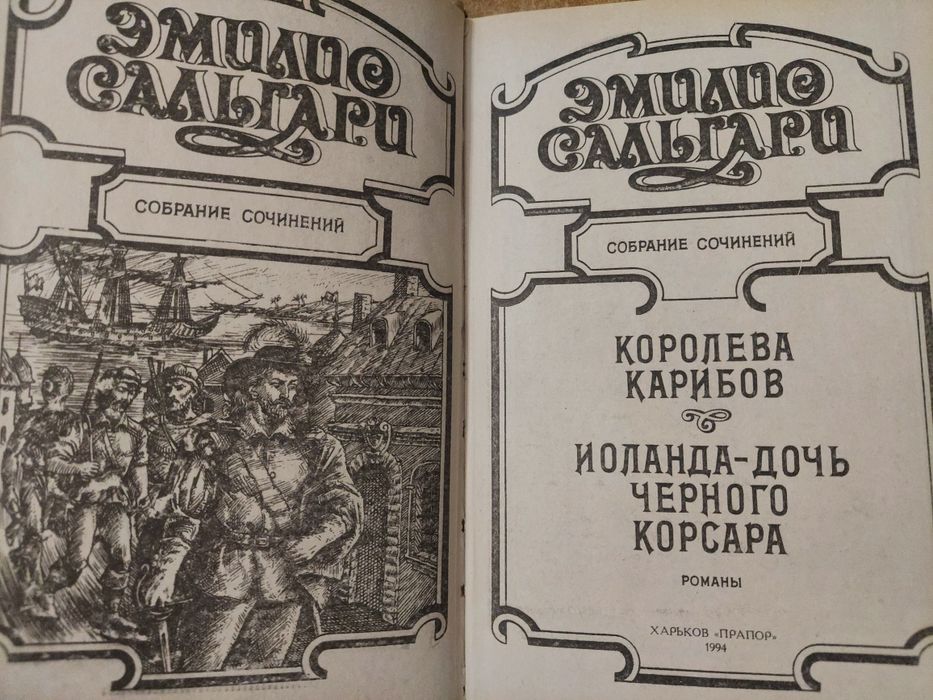 ЭМИЛИО
САЛЬГАРИ
СОБРАНИЕ СОЧИНЕНИЙ
ЭМИЛИО
САЛЬГАРИ
СОБРАНИЕ СОЧИНЕНИЙ
КОРОЛЕВА
КАРИБОВ
ИОЛАНДА-ДОЧЬ
ЧЕРНОГО
КОРСАРА
РОМАНЫ
ХАРЬКОВ «ПРАПОР»
1994